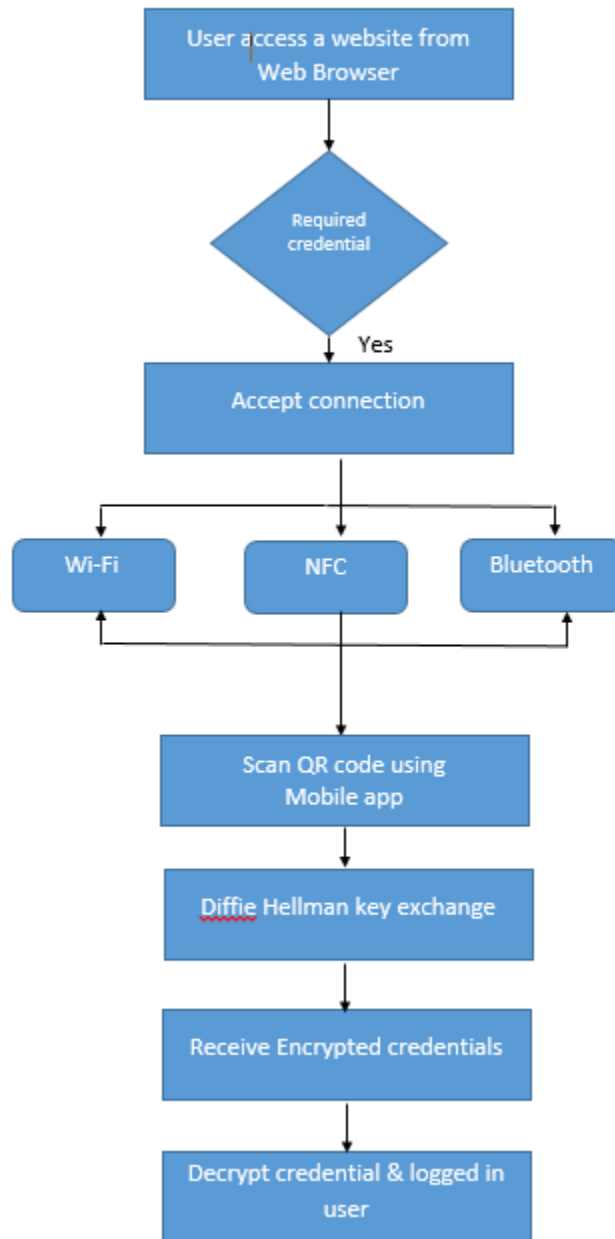 User access a website from
Web Browser
Required
credential
Yes
Accept connection
Wi-Fi
NFC
Bluetooth
Scan QR code using
Mobile app
Diffie Hellman key exchange
Receive Encrypted credentials
Decrypt credential & logged in
user